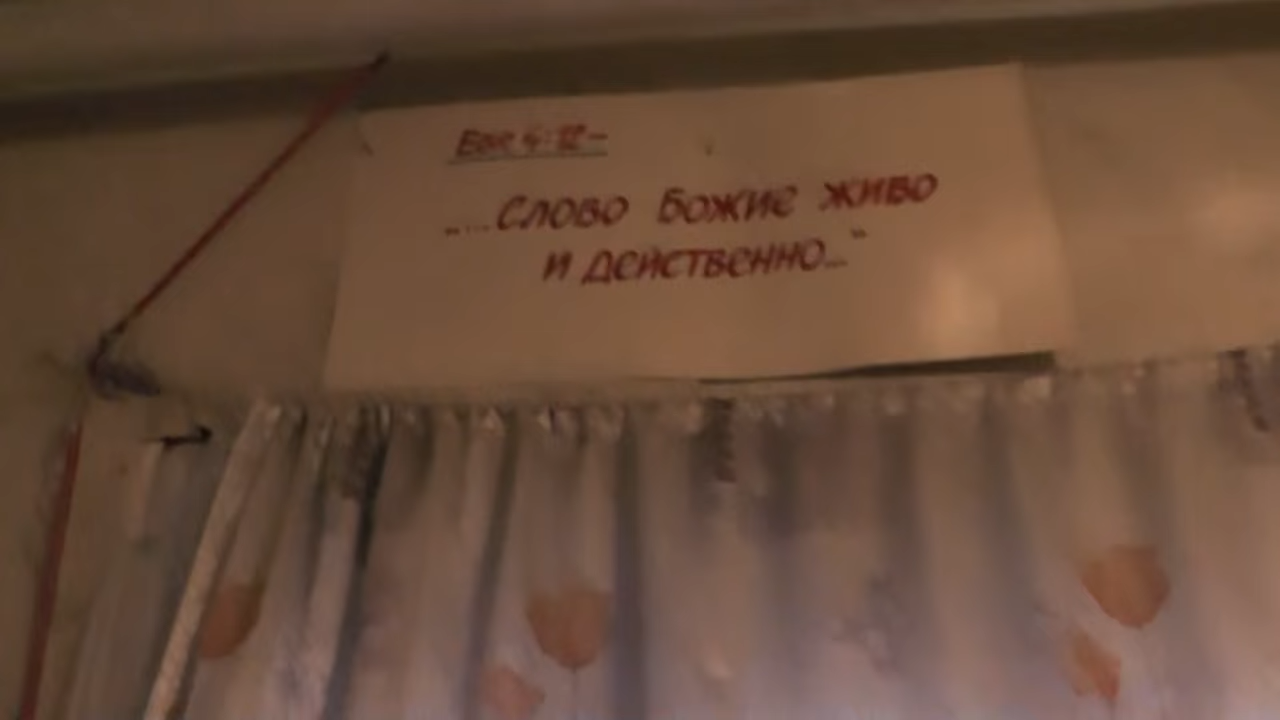 Евр. 4:12–
„...Слово Божие живо
и действенно..."